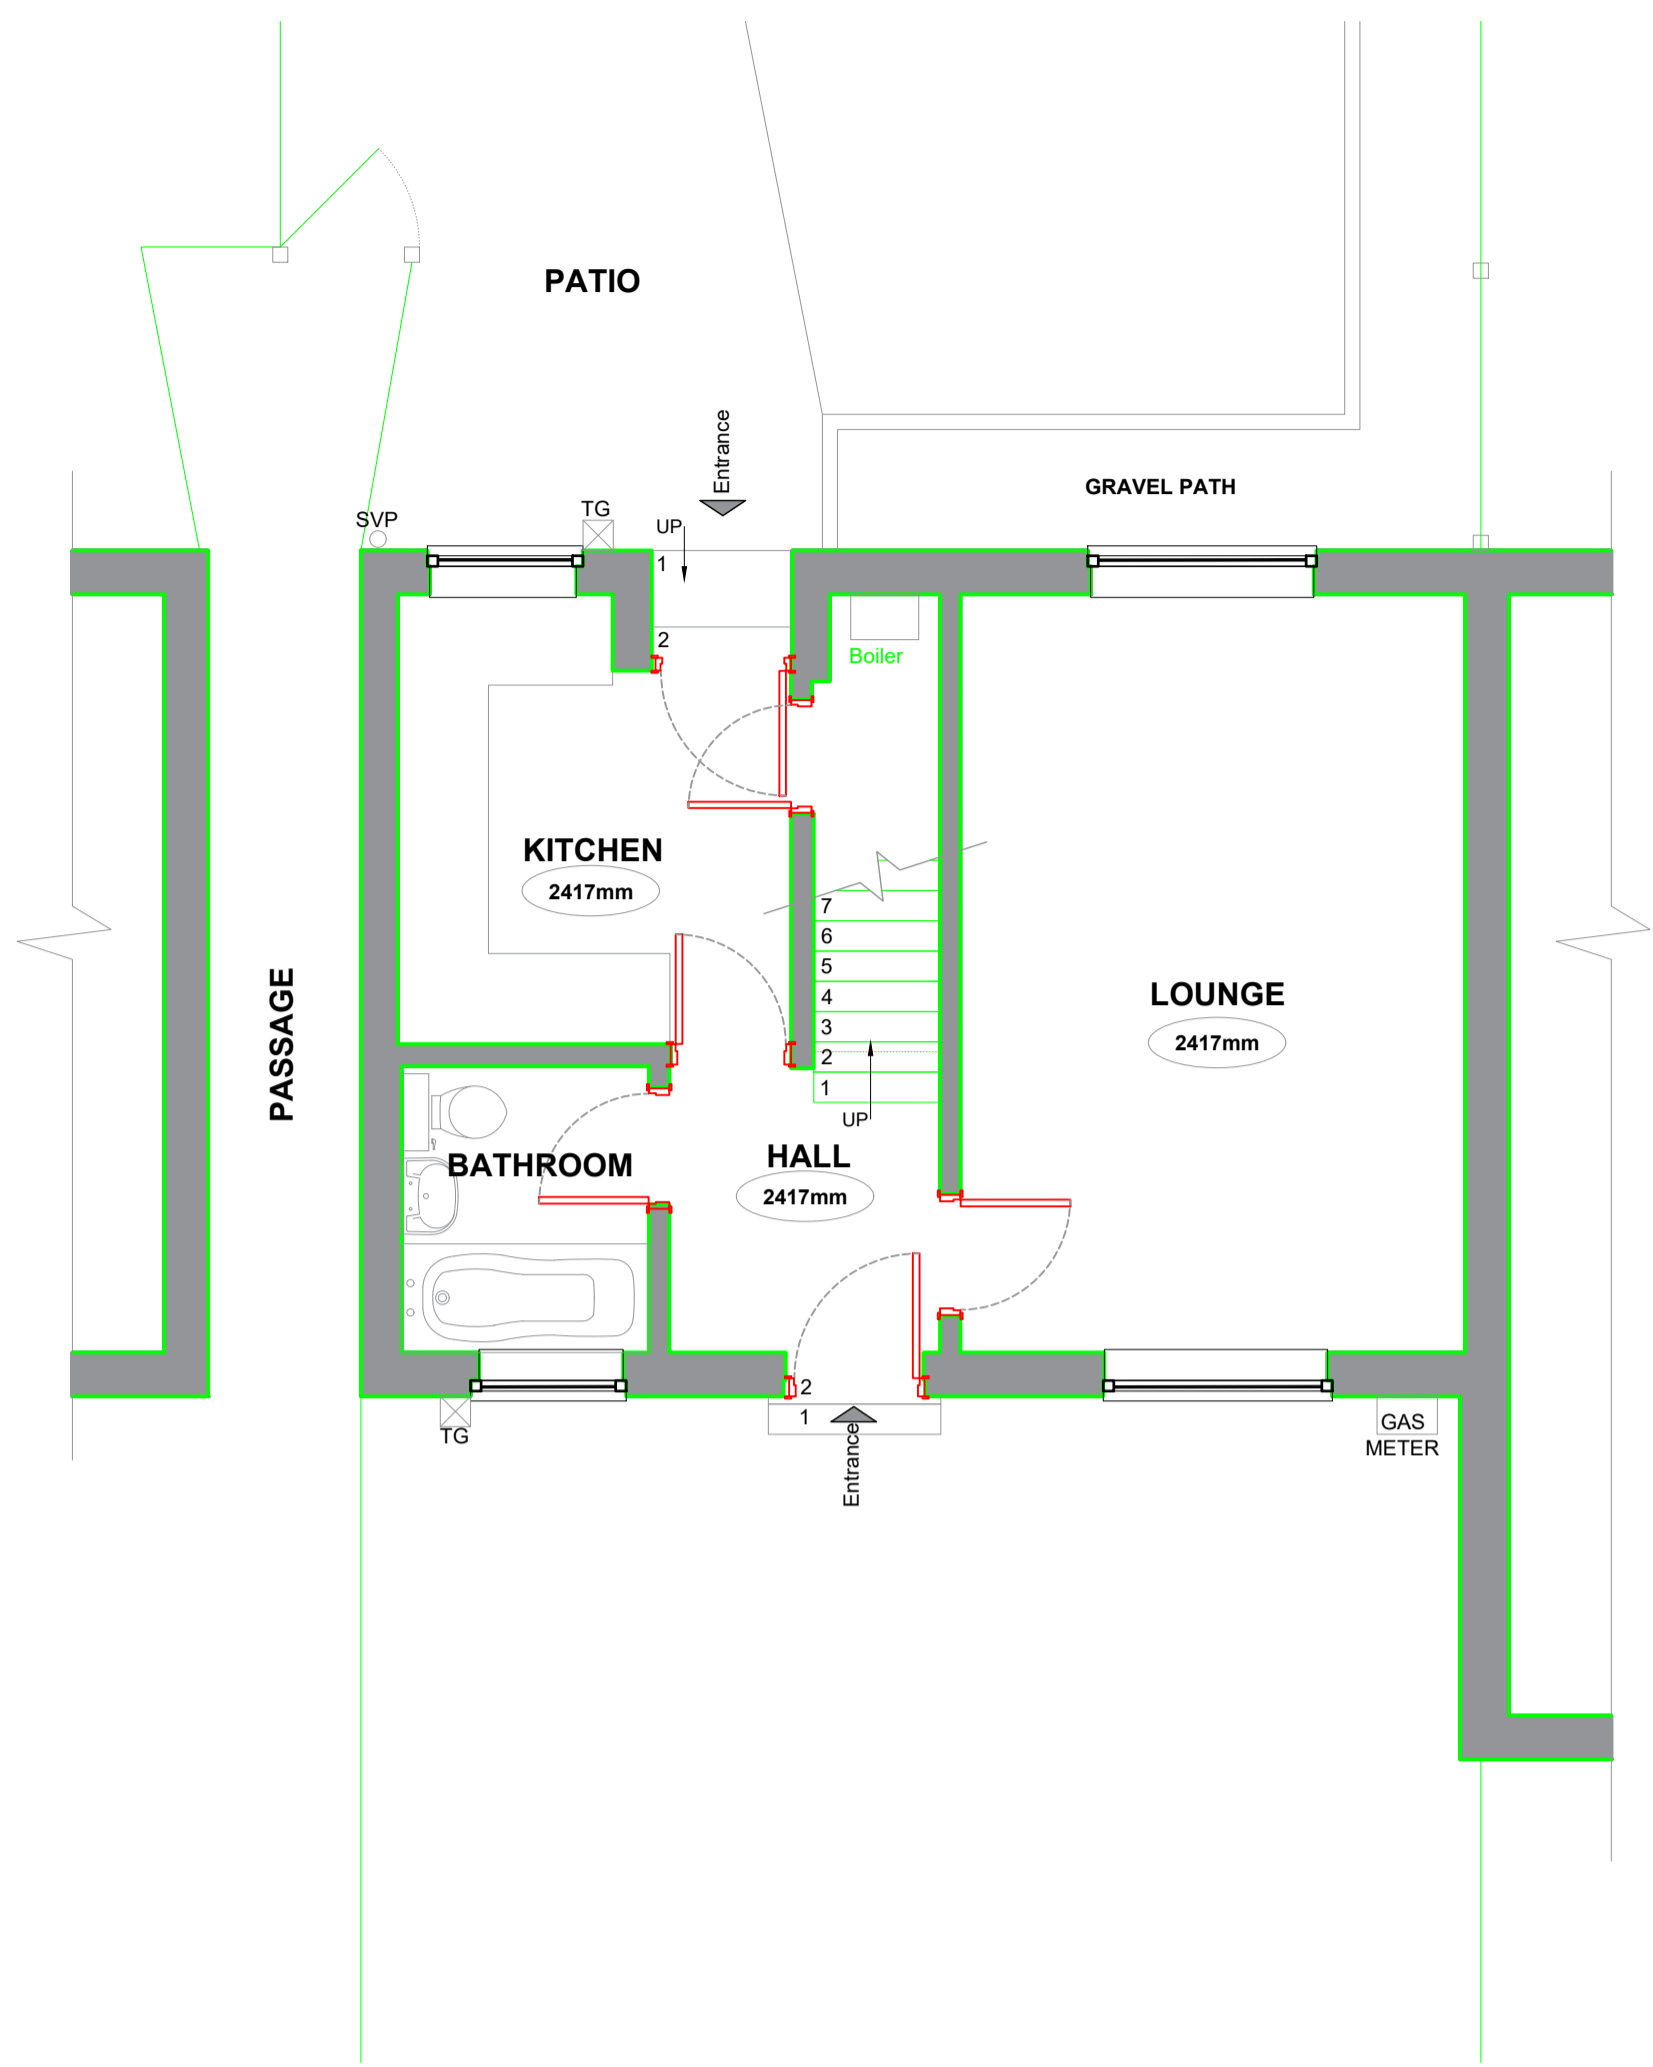 PATIO
Entrance
GRAVEL PATH
SVP
TG
UP
1
2
Boiler
KITCHEN
2417mm
7
6
5
4
3
2
1
UP
PASSAGE
LOUNGE
2417mm
BATHROOM
HALL
2417mm
2
1
Entrance
TG
GAS
METER